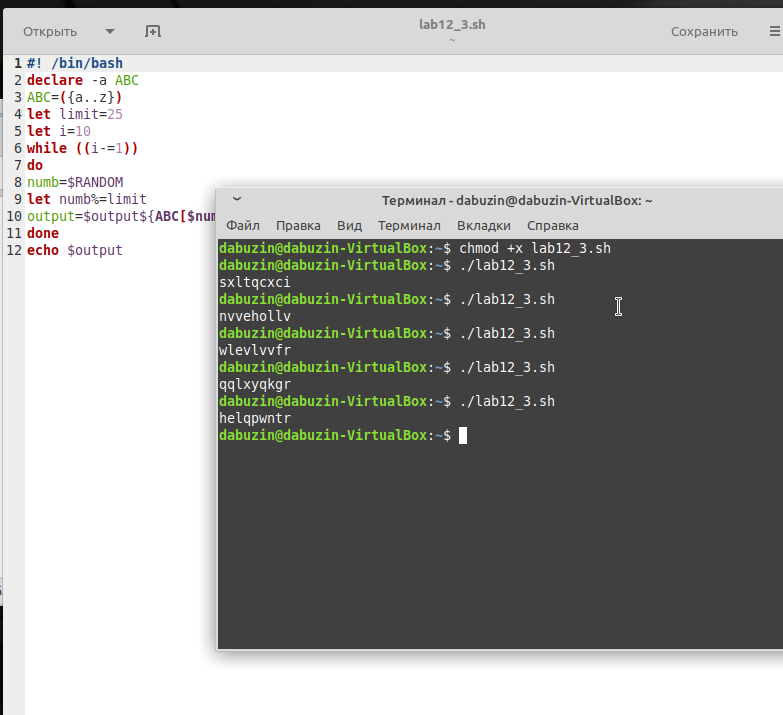 Открыть
lab12_3.sh
~
Сохранить
1 #! /bin/bash
2 declare -a ABC
3 ABC=({a..z})
4 let limit=25
5 let i=10
6 while ((i-=1))
7 do
8 numb=$RANDOM
9 let numb%=limit
10 output=$output${ABC[$num
11 done
12 echo $output
Терминал - dabuzin@dabuzin-VirtualBox: ~
Файл Правка Вид Терминал Вкладки Справка
dabuzin@dabuzin-VirtualBox:~$ chmod +x lab12_3.sh
dabuzin@dabuzin-VirtualBox:~$ ./lab12_3.sh
sxltqcxci
dabuzin@dabuzin-VirtualBox:~$ ./lab12_3.sh
nvvehollv
dabuzin@dabuzin-VirtualBox:~$ ./lab12_3.sh
wlevlvvfr
dabuzin@dabuzin-VirtualBox:~$ ./lab12_3.sh
qqlxyqkgr
dabuzin@dabuzin-VirtualBox:~$ ./lab12_3.sh
helqpwntr
dabuzin@dabuzin-VirtualBox:~$